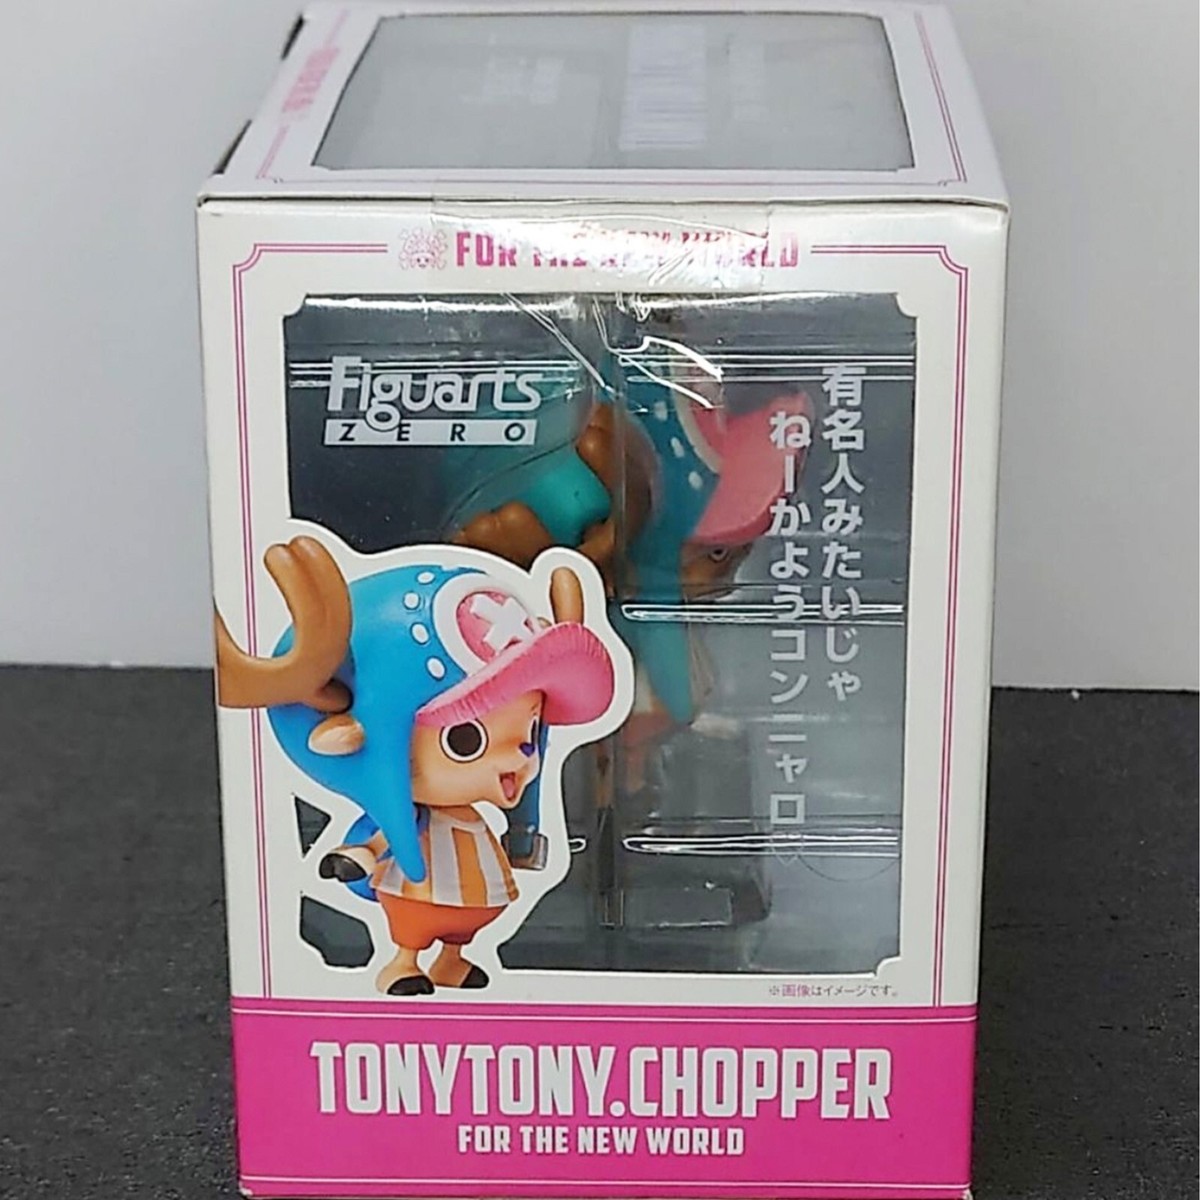 FOR THE NEW WORLD
Figuarts
ZERO
有名人みたいじゃ
ねーかようコンニャロ
※画像はイメージです。
TONYTONY.CHOPPER
FOR THE NEW WORLD